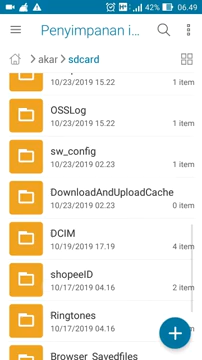 42% 06.49
Penyimpanan i...
akar > sdcard
10/23/2019 15.22 1 item
OSSLog
10/23/2019 15.22 1 item
sw_config
10/23/2019 02.23 1 item
DownloadAndUploadCache
10/23/2019 02.23 0 item
DCIM
10/19/2019 17.19 4 item
shopeeID
10/17/2019 04.16 2 item
Ringtones
10/17/2019 04.16
Browser_Savedfiles